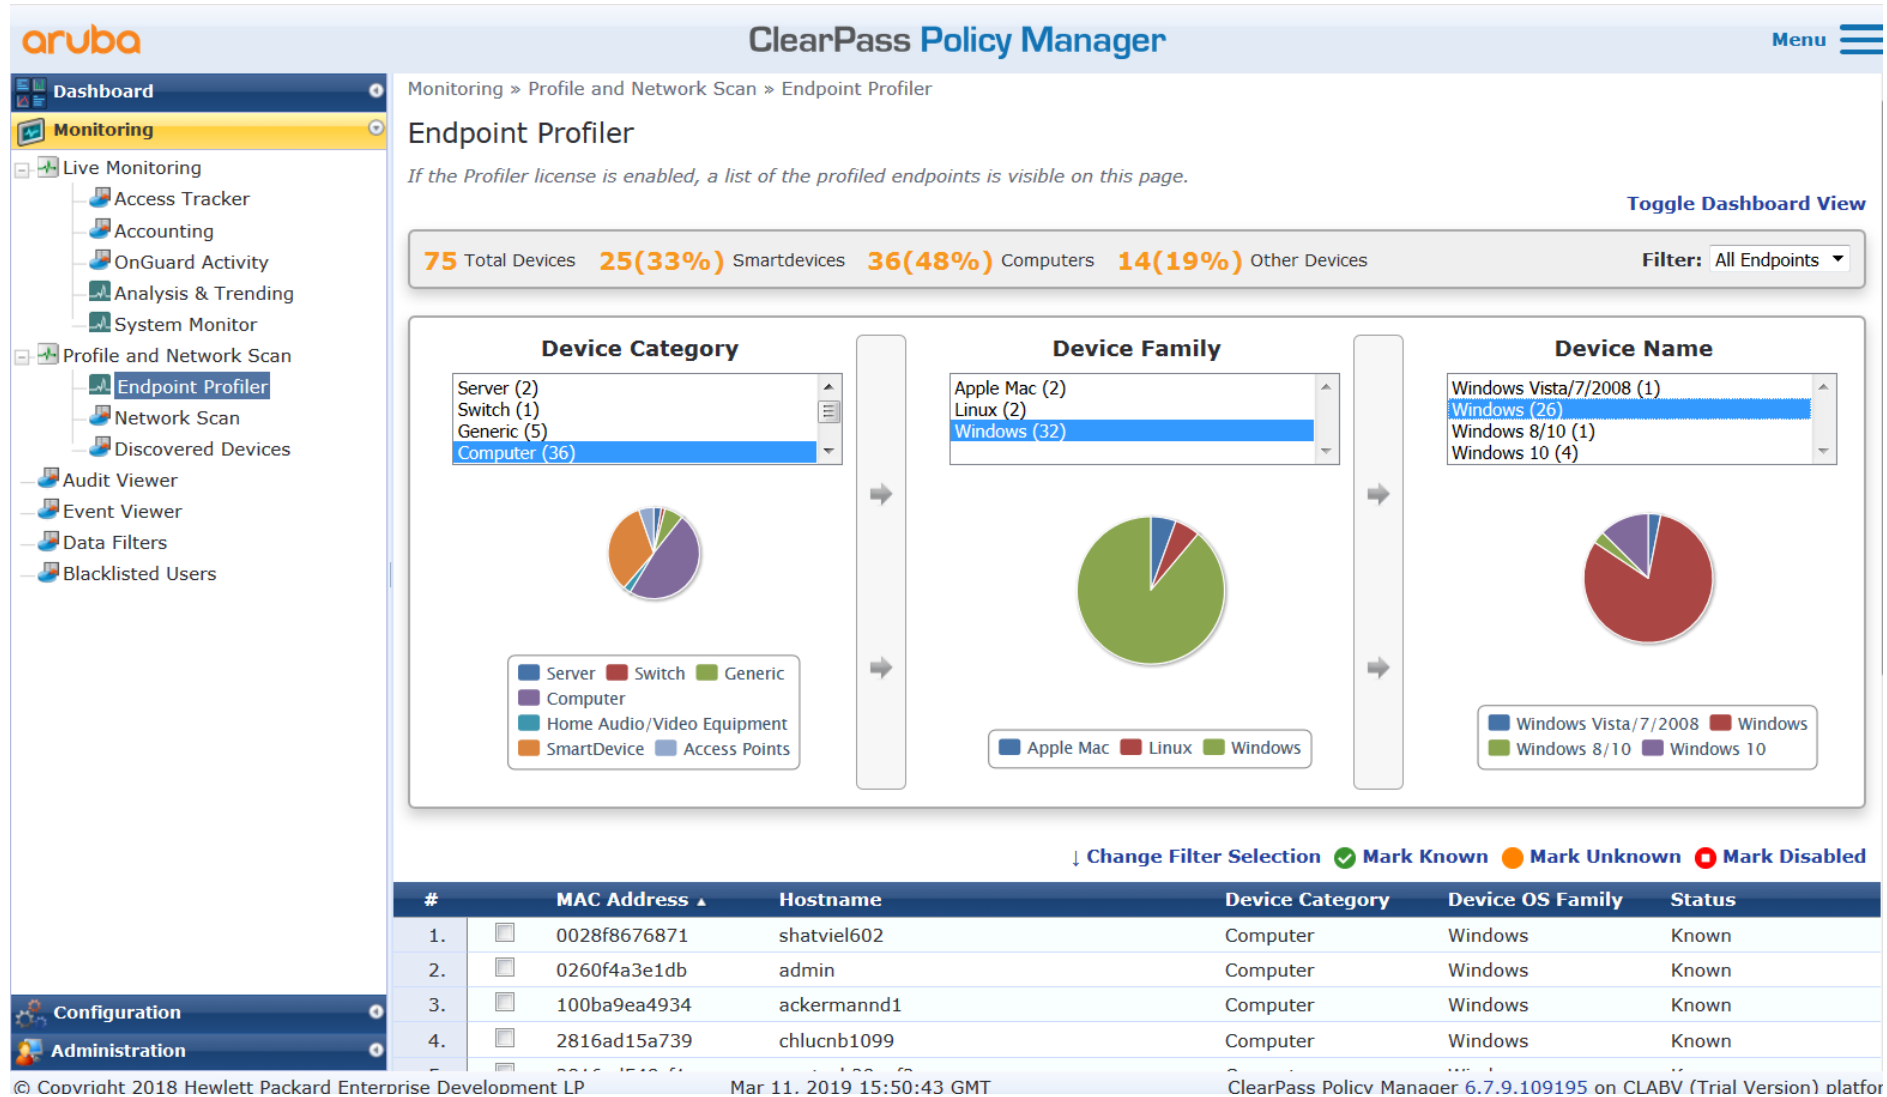 aruba
ClearPass Policy Manager
Menu
Dashboard
Monitoring
Live Monitoring
Access Tracker
Accounting
OnGuard Activity
Analysis & Trending
System Monitor
Profile and Network Scan
Endpoint Profiler
Network Scan
Discovered Devices
Audit Viewer
Event Viewer
Data Filters
Blacklisted Users
Configuration
Administration
Monitoring » Profile and Network Scan » Endpoint Profiler
Endpoint Profiler
If the Profiler license is enabled, a list of the profiled endpoints is visible on this page.
Toggle Dashboard View
75 Total Devices 25(33%) Smartdevices 36(48%) Computers 14(19%) Other Devices Filter: All Endpoints
Device Category
Server (2)
Switch (1)
Generic (5)
Computer (36)
Server Switch Generic
Computer
Home Audio/Video Equipment
SmartDevice Access Points
Device Family
Apple Mac (2)
Linux (2)
Windows (32)
Apple Mac Linux Windows
Device Name
Windows Vista/7/2008 (1)
Windows (26)
Windows 8/10 (1)
Windows 10 (4)
Windows Vista/7/2008 Windows
Windows 8/10 Windows 10
↓ Change Filter Selection Mark Known Mark Unknown Mark Disabled
# MAC Address ▲ Hostname Device Category Device OS Family Status
1. 0028f8676871 shatviel602 Computer Windows Known
2. 0260f4a3e1db admin Computer Windows Known
3. 100ba9ea4934 ackermannd1 Computer Windows Known
4. 2816ad15a739 chlucnb1099 Computer Windows Known
© Copyright 2018 Hewlett Packard Enterprise Development LP Mar 11, 2019 15:50:43 GMT ClearPass Policy Manager 6.7.9.109195 on CLABV (Trial Version) platfor